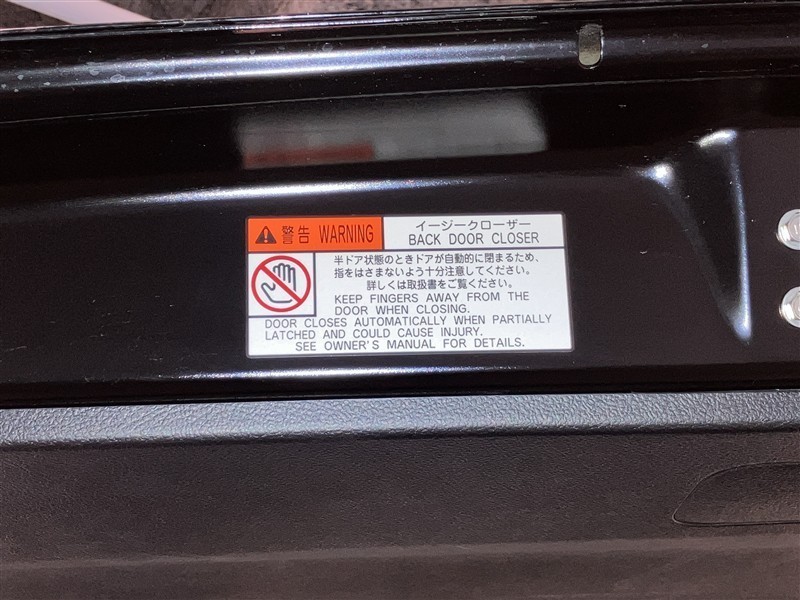 警告 WARNING
イージークローザー
BACK DOOR CLOSER
半ドア状態のときドアが自動的に閉まるため、
指をはさまないよう十分注意してください。
詳しくは取扱書をご覧ください。
KEEP FINGERS AWAY FROM THE
DOOR WHEN CLOSING.
DOOR CLOSES AUTOMATICALLY WHEN PARTIALLY
LATCHED AND COULD CAUSE INJURY.
SEE OWNER'S MANUAL FOR DETAILS.